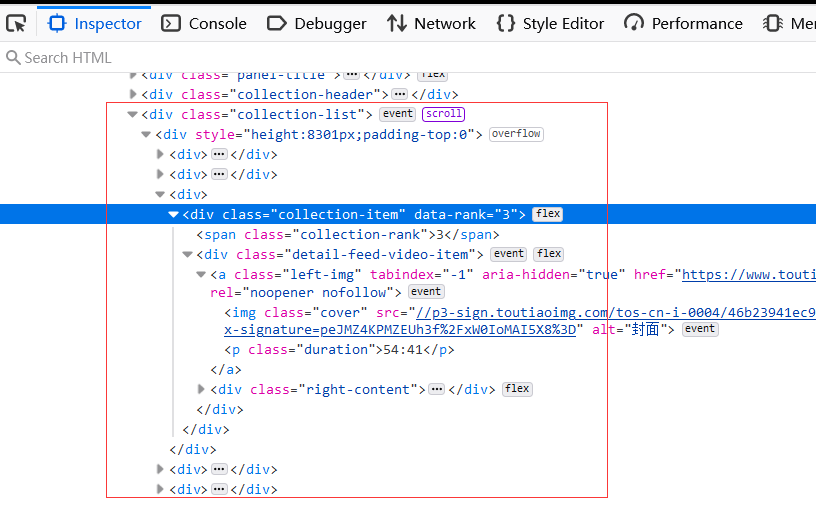 Inspector Console Debugger Network Style Editor Performance
Search HTML
<div class="panel-title">···</div> flex
<div class="collection-header">···</div>
<div class="collection-list"> event scroll
<div style="height:8301px;padding-top:0"> overflow
<div>···</div>
<div>···</div>
<div>
<div class="collection-item" data-rank="3"> flex
<span class="collection-rank">3</span>
<div class="detail-feed-video-item"> event flex
<a class="left-img" tabindex="-1" aria-hidden="true" href="https://www.touti
rel="noopener nofollow"> event
<img class="cover" src="//p3-sign.toutiaoimg.com/tos-cn-i-0004/46b23941ec9
x-signature=peJMZ4KPMZEUh3f%2FxW0IoMAI5X8%3D" alt="封面"> event
<p class="duration">54:41</p>
</a>
<div class="right-content">···</div> flex
</div>
</div>
</div>
<div>···</div>
<div>···</div>